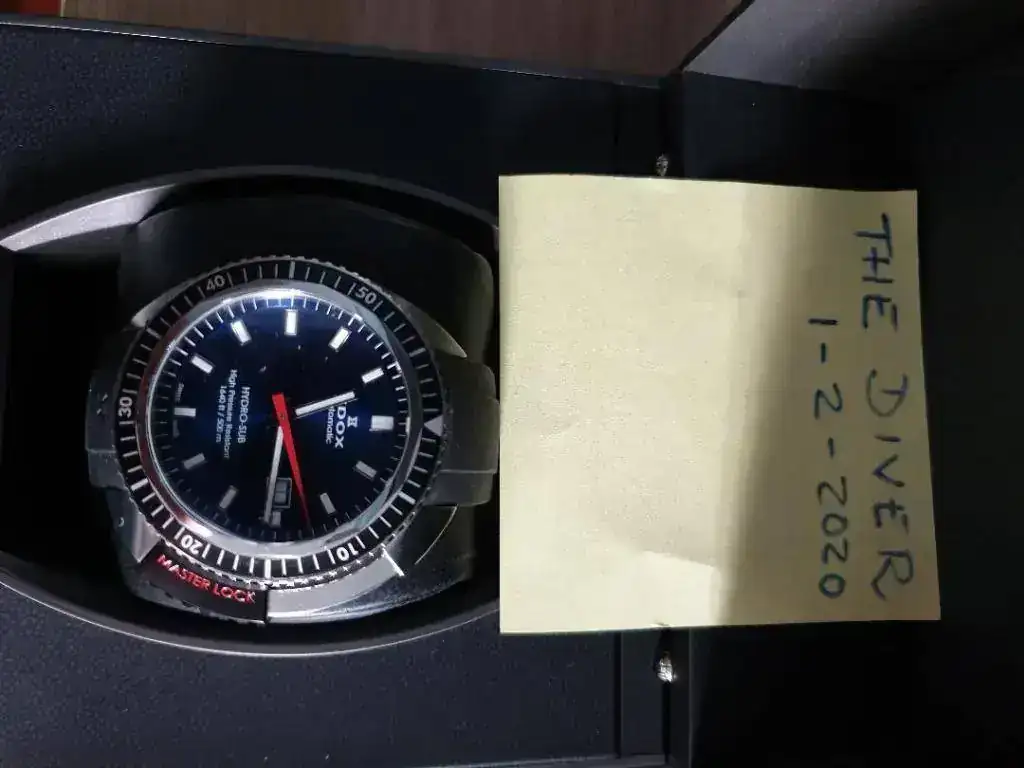 THE DIVER
1-2-2020
EDOX
Automatic
HYDRO-SUB
High Pressure Resistant
1640 ft / 500 m
10
20
30
40
50
MASTER LOCK